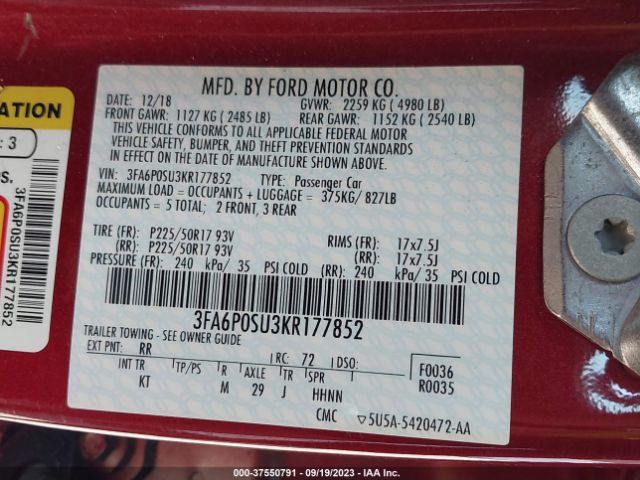 MFD. BY FORD MOTOR CO.
DATE: 12/18 GVWR: 2259 KG ( 4980 LB)
FRONT GAWR: 1127 KG ( 2485 LB) REAR GAWR: 1152 KG ( 2540 LB)
THIS VEHICLE CONFORMS TO ALL APPLICABLE FEDERAL MOTOR
VEHICLE SAFETY, BUMPER, AND THEFT PREVENTION STANDARDS
IN EFFECT ON THE DATE OF MANUFACTURE SHOWN ABOVE.
VIN: 3FA6P0SU3KR177852 TYPE: Passenger Car
MAXIMUM LOAD = OCCUPANTS + LUGGAGE = 375KG/ 827LB
OCCUPANTS = 5 TOTAL; 2 FRONT, 3 REAR
TIRE (FR): P225/50R17 93V RIMS (FR): 17x7.5J
(RR): P225/50R17 93V (RR): 17x7.5J
PRESSURE (FR): 240 kPa/ 35 PSI COLD (RR): 240 kPa/ 35 PSI COLD
3FA6P0SU3KR177852
TRAILER TOWING - SEE OWNER GUIDE
EXT PNT: RR RC: 72 DSO: F0036
INT TR TP/PS R AXLE TR SPR R0035
KT M 29 J HHNN
CMC ▽5U5A-5420472-AA
ATION
: 3
PS.
3FA6P0SU3KR177852
000-37550791 - 09/19/2023 - IAA Inc.